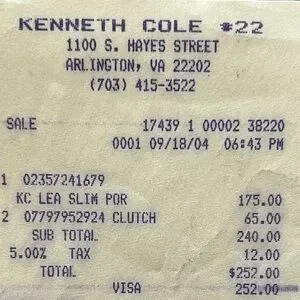 KENNETH COLE #22
1100 S. HAYES STREET
ARLINGTON, VA 22202
(703) 415-3522
SALE 17439 1 00002 38220
0001 09/18/04 06:43 PM
1 02357241679
KC LEA SLIM POR 175.00
2 07797952924 CLUTCH 65.00
SUB TOTAL 240.00
5.00% TAX 12.00
TOTAL $252.00
VISA 252.00